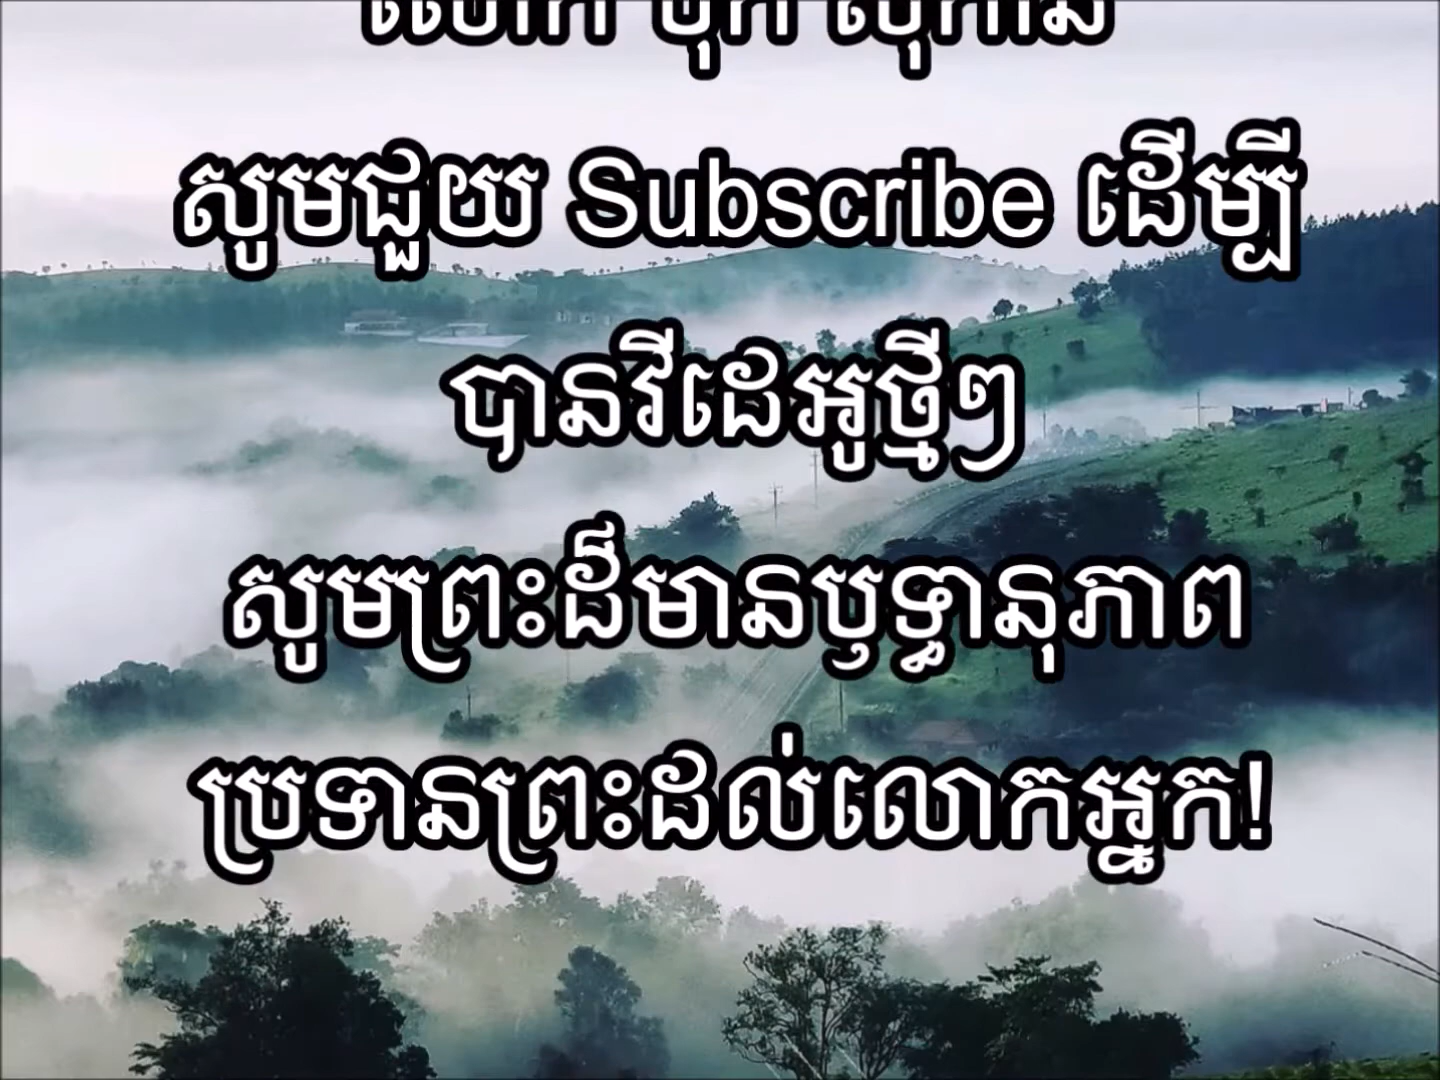 លោក
សូមជួយ Subscribe ដើម្បី
បានវីដេអូថ្មីៗ
សូមព្រះដ៏មានឫទ្ធានុភាព
ប្រទានព្រះដល់លោកអ្នក!